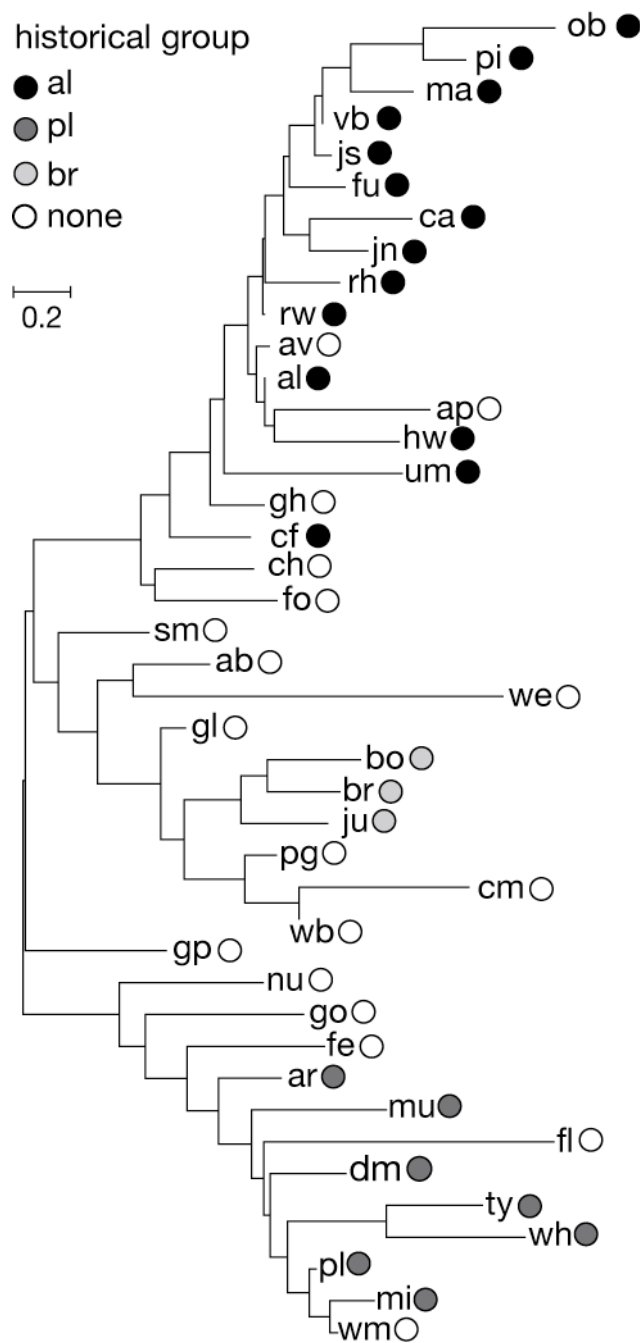 historical group
al
pl
br
none
0.2
ob
pi
ma
vb
js
fu
ca
jn
rh
rw
av
al
ap
hw
um
gh
cf
ch
fo
sm
ab
we
gl
bo
br
ju
pg
cm
wb
gp
nu
go
fe
ar
mu
fl
dm
ty
wh
pl
mi
wm